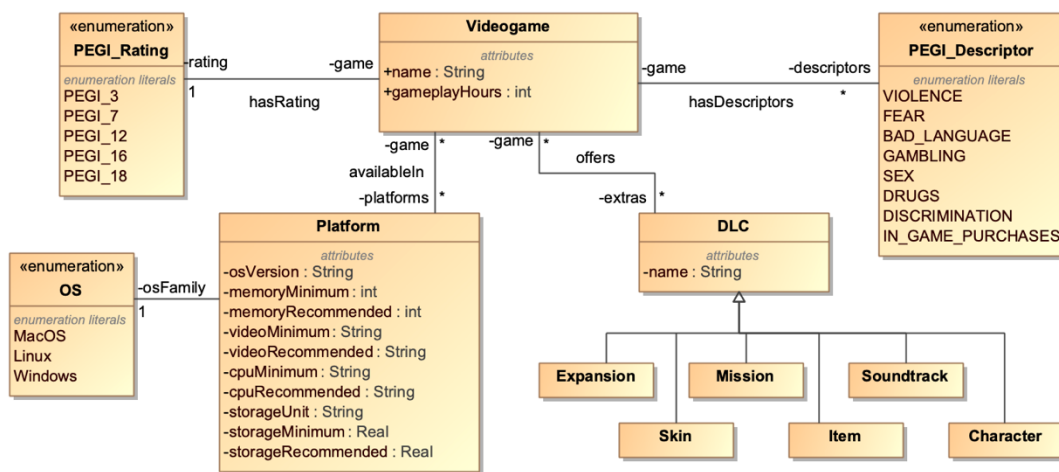 «enumeration»
PEGI_Rating
enumeration literals
PEGI_3
PEGI_7
PEGI_12
PEGI_16
PEGI_18
-rating
1
hasRating
-game
Videogame
attributes
+name : String
+gameplayHours : int
-game
hasDescriptors
-descriptors
*
«enumeration»
PEGI_Descriptor
enumeration literals
VIOLENCE
FEAR
BAD_LANGUAGE
GAMBLING
SEX
DRUGS
DISCRIMINATION
IN_GAME_PURCHASES
-game
*
availableIn
-platforms
*
-game
*
offers
-extras
*
«enumeration»
OS
enumeration literals
MacOS
Linux
Windows
-osFamily
1
Platform
attributes
-osVersion : String
-memoryMinimum : int
-memoryRecommended : int
-videoMinimum : String
-videoRecommended : String
-cpuMinimum : String
-cpuRecommended : String
-storageUnit : String
-storageMinimum : Real
-storageRecommended : Real
DLC
attributes
-name : String
Expansion
Mission
Soundtrack
Skin
Item
Character